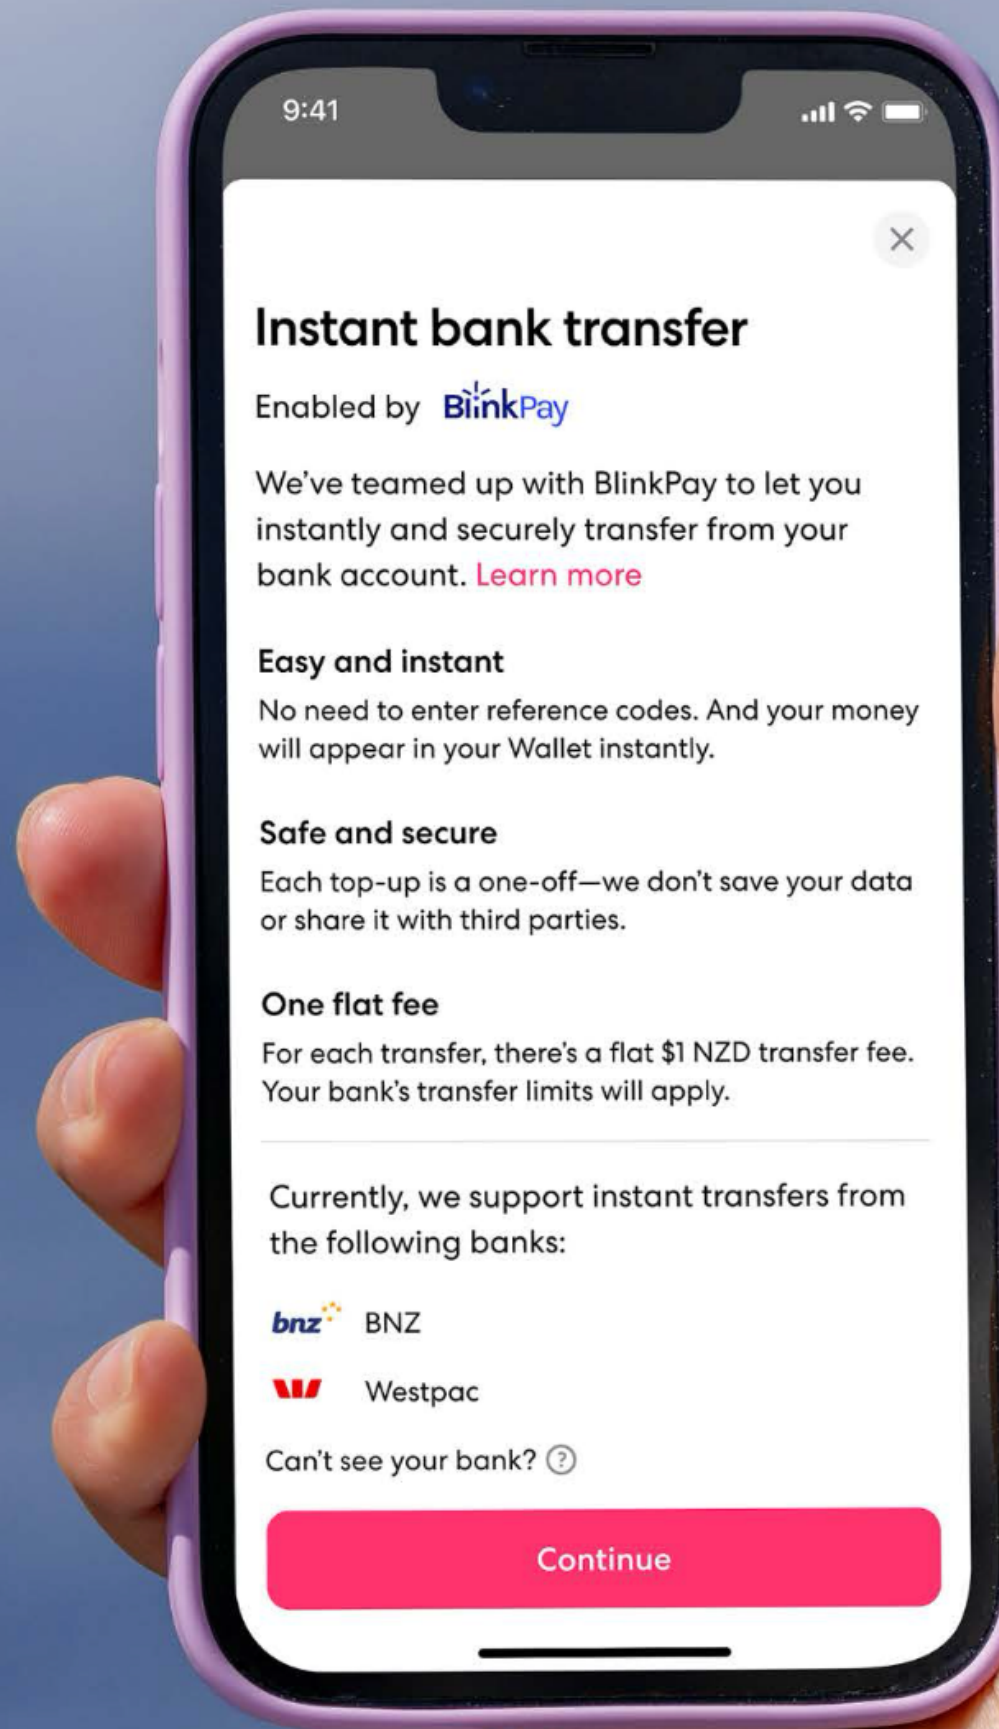 9:41
Instant bank transfer
Enabled by BlinkPay
We've teamed up with BlinkPay to let you
instantly and securely transfer from your
bank account. Learn more
Easy and instant
No need to enter reference codes. And your money
will appear in your Wallet instantly.
Safe and secure
Each top-up is a one-off—we don't save your data
or share it with third parties.
One flat fee
For each transfer, there's a flat $1 NZD transfer fee.
Your bank's transfer limits will apply.
Currently, we support instant transfers from
the following banks:
bnz BNZ
Westpac
Can't see your bank? ?
Continue